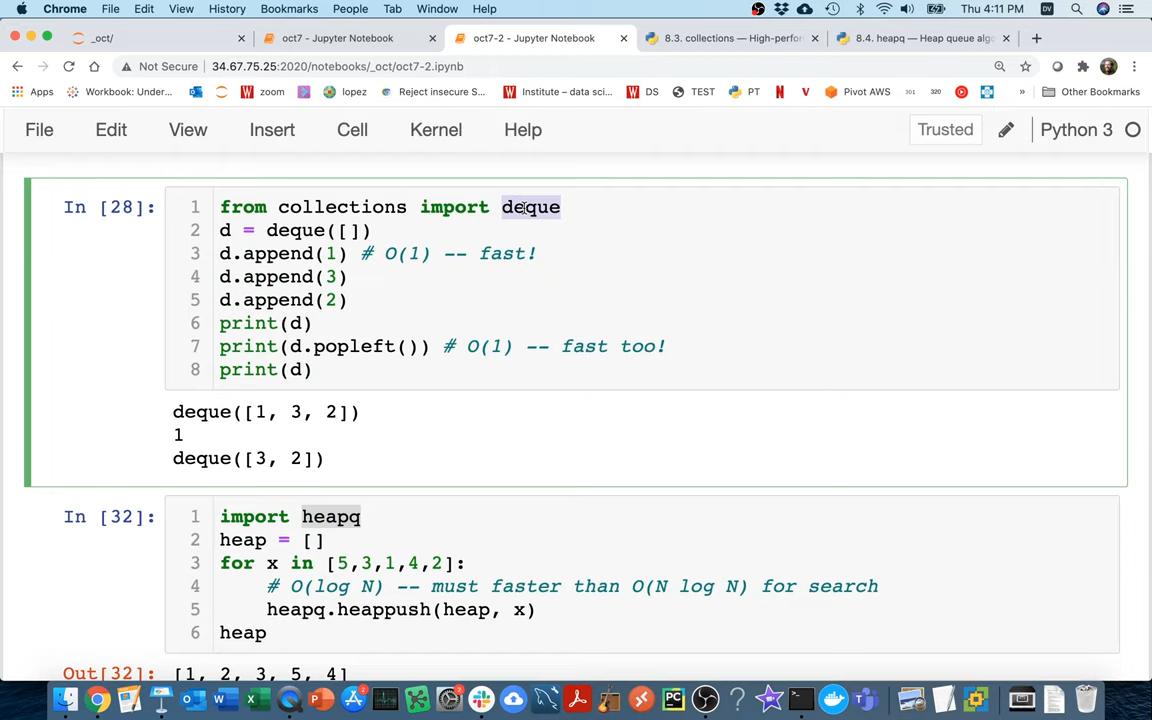 Chrome File Edit View History Bookmarks People Tab Window Help Thu 4:11 PM DV
_oct/ oct7 - Jupyter Notebook oct7-2 - Jupyter Notebook 8.3. collections — High-perfor 8.4. heapq — Heap queue algo
Not Secure 34.67.75.25:2020/notebooks/_oct/oct7-2.ipynb
Apps Workbook: Under... zoom lopez Reject insecure S... Institute – data sci... DS TEST PT Pivot AWS 301 320 » Other Bookmarks
File Edit View Insert Cell Kernel Help Trusted Python 3
In [28]:
1 from collections import deque
2 d = deque([])
3 d.append(1) # O(1) -- fast!
4 d.append(3)
5 d.append(2)
6 print(d)
7 print(d.popleft()) # O(1) -- fast too!
8 print(d)
deque([1, 3, 2])
1
deque([3, 2])
In [32]:
1 import heapq
2 heap = []
3 for x in [5,3,1,4,2]:
4 # O(log N) -- must faster than O(N log N) for search
5 heapq.heappush(heap, x)
6 heap
Out[32]: [1, 2, 3, 5, 4]